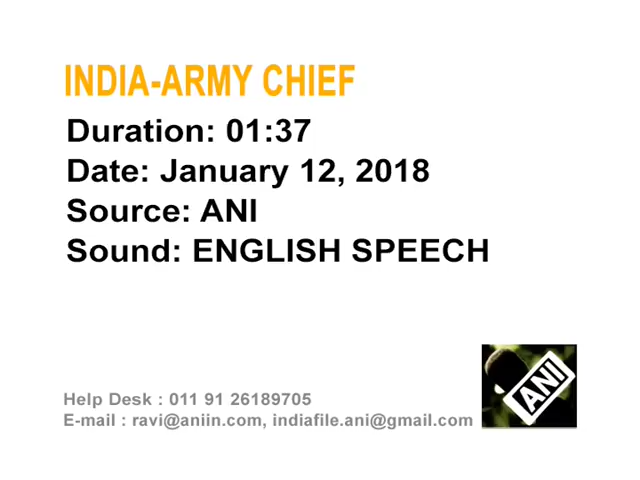 INDIA-ARMY CHIEF
Duration: 01:37
Date: January 12, 2018
Source: ANI
Sound: ENGLISH SPEECH
Help Desk : 011 91 26189705
E-mail : ravi@aniin.com, indiafile.ani@gmail.com
ANI